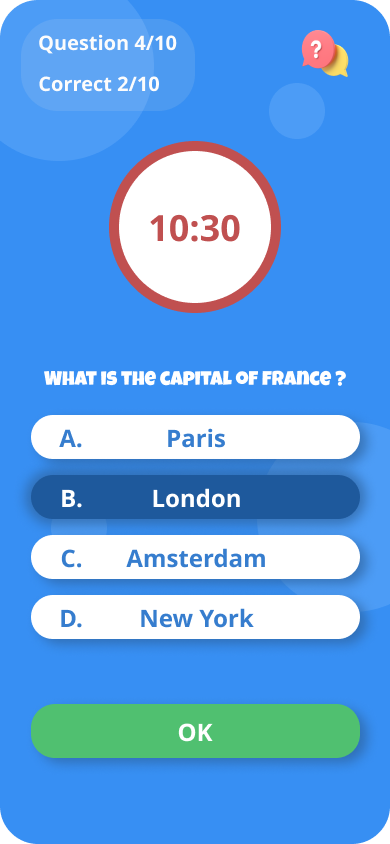 Question 4/10
Correct 2/10
?
10:30
WHAT IS THE CAPITAL OF FRANCE ?
A. Paris
B. London
C. Amsterdam
D. New York
OK